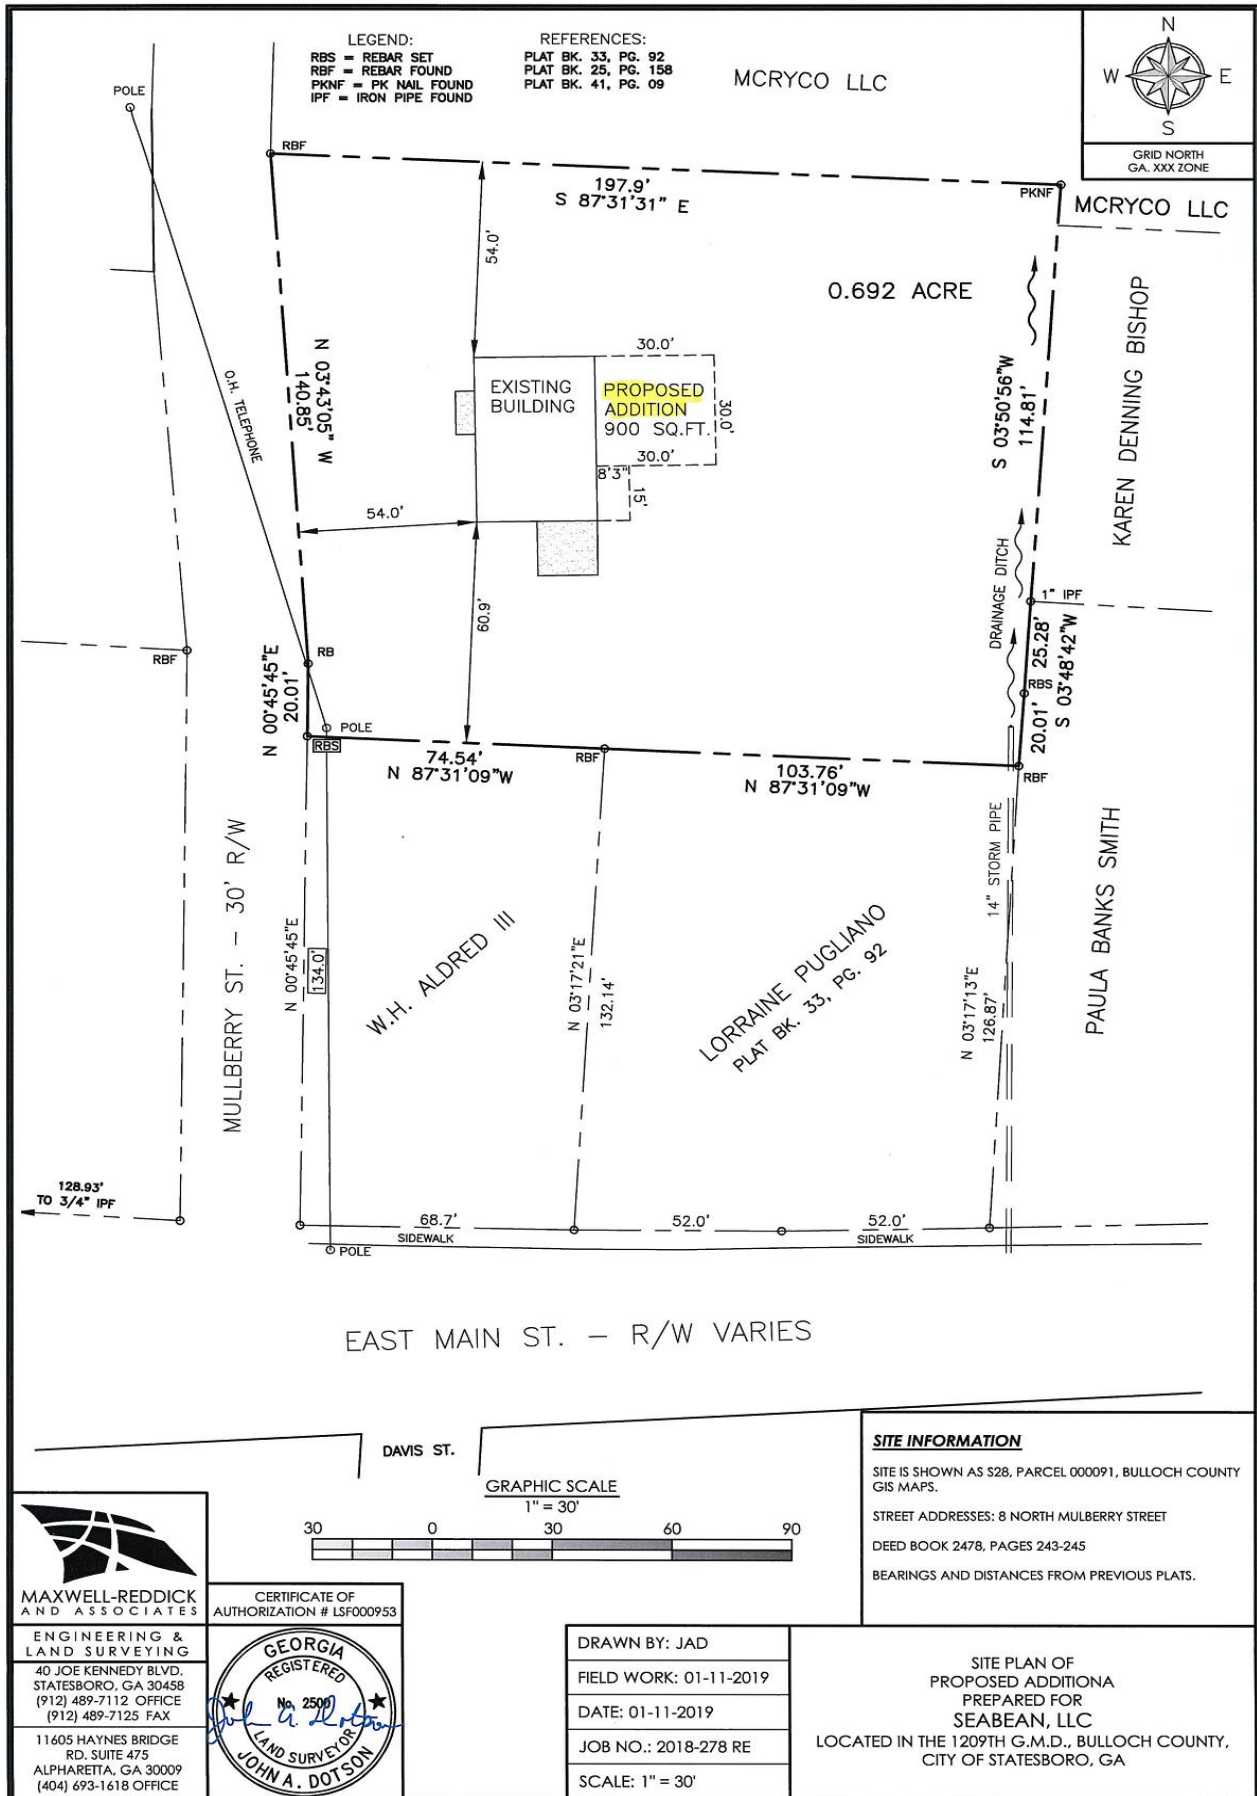 LEGEND:
RBS = REBAR SET
RBF = REBAR FOUND
PKNF = PK NAIL FOUND
IPF = IRON PIPE FOUND
REFERENCES:
PLAT BK. 33, PG. 92
PLAT BK. 25, PG. 158
PLAT BK. 41, PG. 09
MCRYCO LLC
N
W E
S
GRID NORTH
GA. XXX ZONE
POLE
RBF
197.9'
S 87°31'31" E
PKNF
MCRYCO LLC
54.0'
0.692 ACRE
KAREN DENNING BISHOP
O.H. TELEPHONE
N 03°43'05" W
140.85'
EXISTING
BUILDING
30.0'
PROPOSED
ADDITION
900 SQ.FT.
30.0'
30.0'
8'3"
15'
S 03°50'56"W
114.81'
54.0'
60.9'
DRAINAGE DITCH
1" IPF
RBF
RB
N 00°45'45"E
20.01'
25.28'
RBS
20.01'
S 03°48'42"W
POLE
RBS
74.54'
N 87°31'09"W
RBF
103.76'
N 87°31'09"W
RBF
MULLBERRY ST. - 30' R/W
N 00°45'45"E
134.0'
W.H. ALDRED III
N 03°17'21"E
132.14'
LORRAINE PUGLIANO
PLAT BK. 33, PG. 92
14" STORM PIPE
N 03°17'13"E
126.87'
PAULA BANKS SMITH
128.93'
TO 3/4" IPF
68.7'
SIDEWALK
52.0'
52.0'
SIDEWALK
POLE
EAST MAIN ST. - R/W VARIES
DAVIS ST.
GRAPHIC SCALE
1" = 30'
30 0 30 60 90
SITE INFORMATION
SITE IS SHOWN AS S28, PARCEL 000091, BULLOCH COUNTY
GIS MAPS.
STREET ADDRESSES: 8 NORTH MULBERRY STREET
DEED BOOK 2478, PAGES 243-245
BEARINGS AND DISTANCES FROM PREVIOUS PLATS.
MAXWELL-REDDICK
AND ASSOCIATES
ENGINEERING &
LAND SURVEYING
40 JOE KENNEDY BLVD.
STATESBORO, GA 30458
(912) 489-7112 OFFICE
(912) 489-7125 FAX
11605 HAYNES BRIDGE
RD. SUITE 475
ALPHARETTA, GA 30009
(404) 693-1618 OFFICE
CERTIFICATE OF
AUTHORIZATION # LSF000953
GEORGIA
REGISTERED
No. 2500
John A. Dotson
LAND SURVEYOR
JOHN A. DOTSON
DRAWN BY: JAD
FIELD WORK: 01-11-2019
DATE: 01-11-2019
JOB NO.: 2018-278 RE
SCALE: 1" = 30'
SITE PLAN OF
PROPOSED ADDITIONA
PREPARED FOR
SEABEAN, LLC
LOCATED IN THE 1209TH G.M.D., BULLOCH COUNTY,
CITY OF STATESBORO, GA